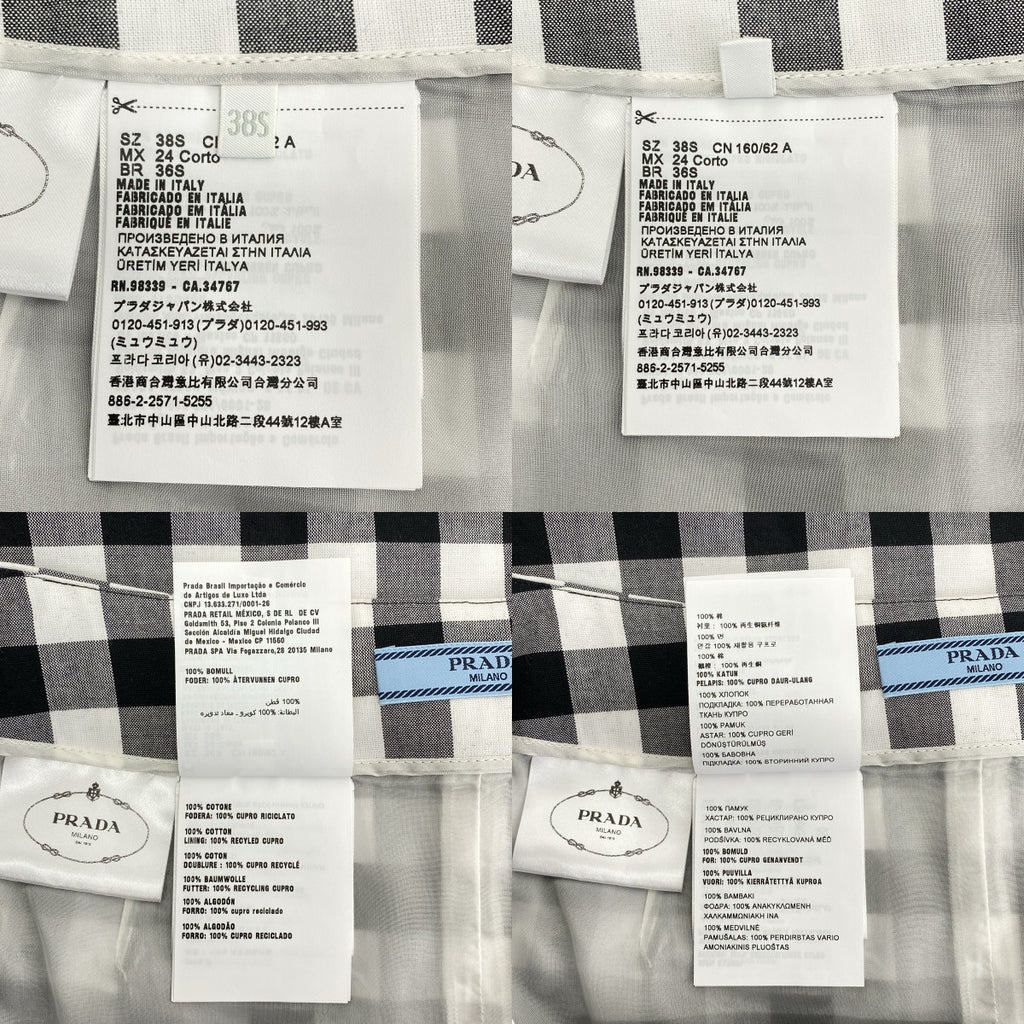 38S
SZ 38S
MX 24 Corto
BR 36S
MADE IN ITALY
FABRICADO EN ITALIA
FABRICADO EM ITÁLIA
FABRIQUÉ EN ITALIE
ПРОИЗВЕДЕНО В ИТАЛИЯ
ΚΑΤΑΣΚΕΥΑΖΕΤΑΙ ΣΤΗΝ ΙΤΑΛΙΑ
ÜRETİM YERİ İTALYA
RN.98339 - CA.34767
プラダジャパン株式会社
0120-451-913(プラダ)0120-451-993
(ミュウミュウ)
프라다코리아(유)02-3443-2323
香港商台灣意比有限公司台灣分公司
886-2-2571-5255
臺北市中山區中山北路二段44號12樓A室
SZ 38S CN 160/62 A
MX 24 Corto
BR 36S
MADE IN ITALY
FABRICADO EN ITALIA
FABRICADO EM ITÁLIA
FABRIQUÉ EN ITALIE
ПРОИЗВЕДЕНО В ИТАЛИЯ
ΚΑΤΑΣΚΕΥΑΖΕΤΑΙ ΣΤΗΝ ΙΤΑΛΙΑ
ÜRETİM YERİ İTALYA
RN.98339 - CA.34767
プラダジャパン株式会社
0120-451-913(プラダ)0120-451-993
(ミュウミュウ)
프라다코리아(유)02-3443-2323
香港商台灣意比有限公司台灣分公司
886-2-2571-5255
臺北市中山區中山北路二段44號12樓A室
Prada Brasil Importação e Comércio
de Artigos de Luxo Ltda
CNPJ 13.633.271/0001-26
PRADA RETAIL MÉXICO, S DE RL DE CV
Goldsmith 53, Piso 2 Colonia Polanco III
Sección Alcaldía Miguel Hidalgo Ciudad
de Mexico - Mexico CP 11560
PRADA SPA Via Fogazzaro,28 20135 Milano
100% BOMULL
FODER: 100% ÅTERVUNNEN CUPRO
100% قطن
البطانة: 100% كوبرو - معاد تدويره
PRADA
MILANO
100% COTONE
FODERA: 100% CUPRO RICICLATO
100% COTTON
LINING: 100% RECYLED CUPRO
100% COTON
DOUBLURE : 100% CUPRO RECYCLÉ
100% BAUMWOLLE
FUTTER: 100% RECYCLING CUPRO
100% ALGODÓN
FORRO: 100% cupro reciclado
100% ALGODÃO
FORRO: 100% CUPRO RECICLADO
PRADA
MILANO
100% 棉
衬里: 100% 再生铜氨纤维
100% 면
안감 100% 재활용 구프로
100% 棉
100% 再生銅
100% KATUN
PELAPIS: 100% CUPRO DAUR-ULANG
100% ХЛОПОК
ПОДКЛАДКА: 100% ПЕРЕРАБОТАННАЯ
ТКАНЬ КУПРО
100% PAMUK
ASTAR: 100% CUPRO GERİ
DÖNÜŞTÜRÜLMÜŞ
100% БАВОВНА
ПІДКЛАДКА: 100% ВТОРИННИЙ КУПРО
PRADA
MILANO
100% ПАМУК
ХАСТАР: 100% РЕЦИКЛИРАНО КУПРО
100% BAVLNA
PODŠÍVKA: 100% RECYKLOVANÁ MĚĎ
100% BOMULD
FOR: 100% CUPRO GENANVENDT
100% PUUVILLA
VUORI: 100% KIERRÄTETTYÄ KUPROA
100% ΒΑΜΒΑΚΙ
ΦΟΔΡΑ: 100% ΑΝΑΚΥΚΛΩΜΕΝΗ
ΧΑΛΚΑΜΜΩΝΙΑΚΗ ΙΝΑ
100% MEDVILNĖ
PAMUŠALAS: 100% PERDIRBTAS VARIO
AMONIAKINIS PLUOŠTAS
PRADA
MILANO